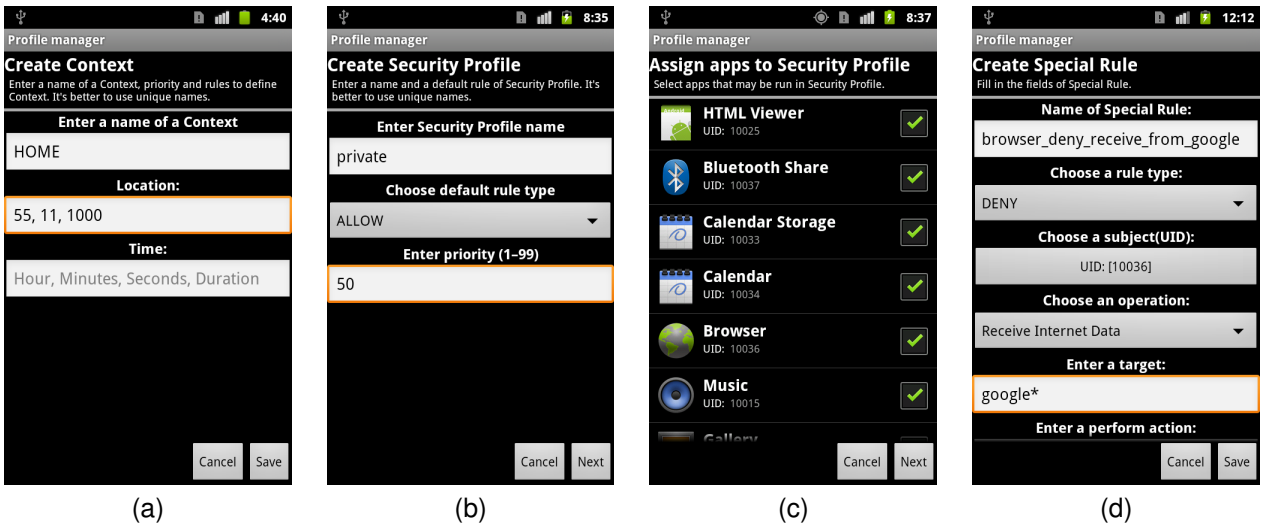 4:40
Profile manager
Create Context
Enter a name of a Context, priority and rules to define
Context. It's better to use unique names.
Enter a name of a Context
HOME
Location:
55, 11, 1000
Time:
Hour, Minutes, Seconds, Duration
Cancel
Save
(a)
8:35
Profile manager
Create Security Profile
Enter a name and a default rule of Security Profile. It's
better to use unique names.
Enter Security Profile name
private
Choose default rule type
ALLOW
Enter priority (1–99)
50
Cancel
Next
(b)
8:37
Profile manager
Assign apps to Security Profile
Select apps that may be run in Security Profile.
HTML Viewer
UID: 10025
Bluetooth Share
UID: 10037
Calendar Storage
UID: 10033
Calendar
UID: 10034
Browser
UID: 10036
Music
UID: 10015
Gallery
Cancel
Next
(c)
12:12
Profile manager
Create Special Rule
Fill in the fields of Special Rule.
Name of Special Rule:
browser_deny_receive_from_google
Choose a rule type:
DENY
Choose a subject(UID):
UID: [10036]
Choose an operation:
Receive Internet Data
Enter a target:
google*
Enter a perform action:
Cancel
Save
(d)